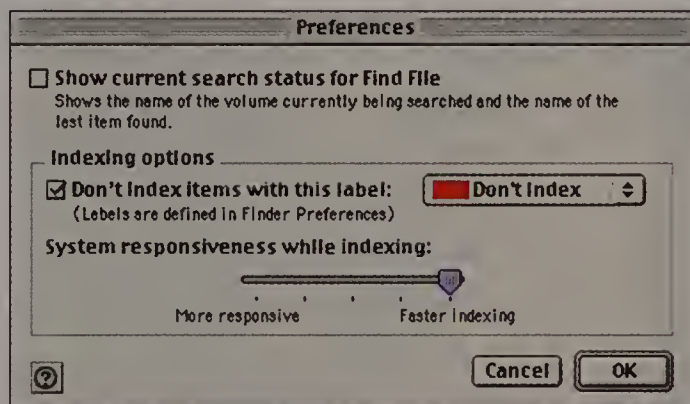 Preferences
Show current search status for Find File
Shows the name of the volume currently being searched and the name of the
last item found.
Indexing options
Don't index items with this label:
Don't Index
(Labels are defined in Finder Preferences)
System responsiveness while indexing:
More responsive
Faster indexing
?
Cancel
OK